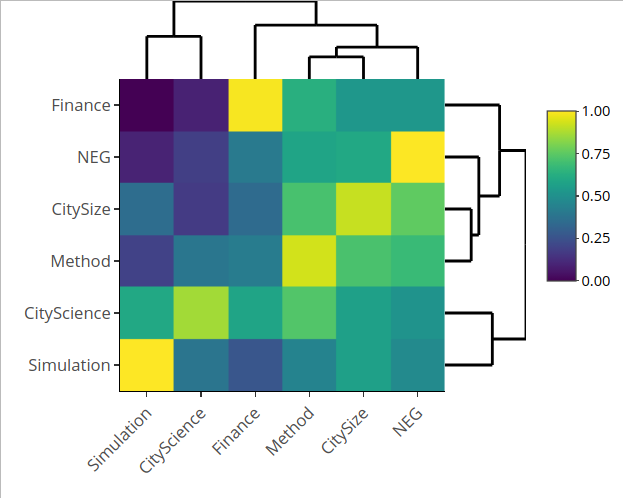 Finance
NEG
CitySize
Method
CityScience
Simulation
Simulation
CityScience
Finance
Method
CitySize
NEG
1.00
0.75
0.50
0.25
0.00